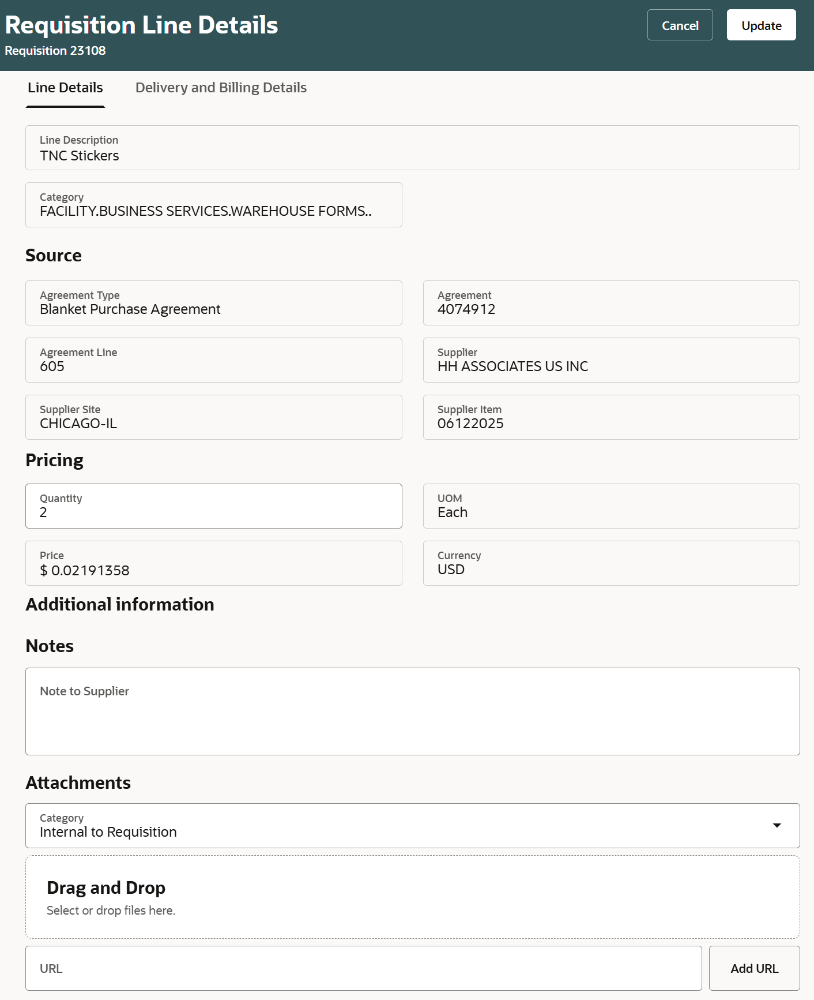 Requisition Line Details
Cancel
Update
Requisition 23108
Line Details
Delivery and Billing Details
Line Description
TNC Stickers
Category
FACILITY.BUSINESS SERVICES.WAREHOUSE FORMS..
Source
Agreement Type
Blanket Purchase Agreement
Agreement
4074912
Agreement Line
605
Supplier
HH ASSOCIATES US INC
Supplier Site
CHICAGO-IL
Supplier Item
06122025
Pricing
Quantity
2
UOM
Each
Price
$ 0.02191358
Currency
USD
Additional information
Notes
Note to Supplier
Attachments
Category
Internal to Requisition
Drag and Drop
Select or drop files here.
URL
Add URL